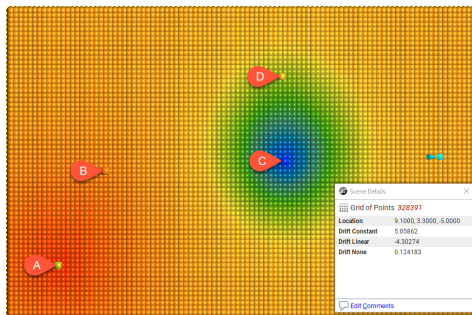 D
B
C
A
Scene Details
Grid of Points 328391
Location 9.1000, 3.3000, -5.0000
Drift Constant 5.05862
Drift Linear -4.30274
Drift None 0.124183
Edit Comments